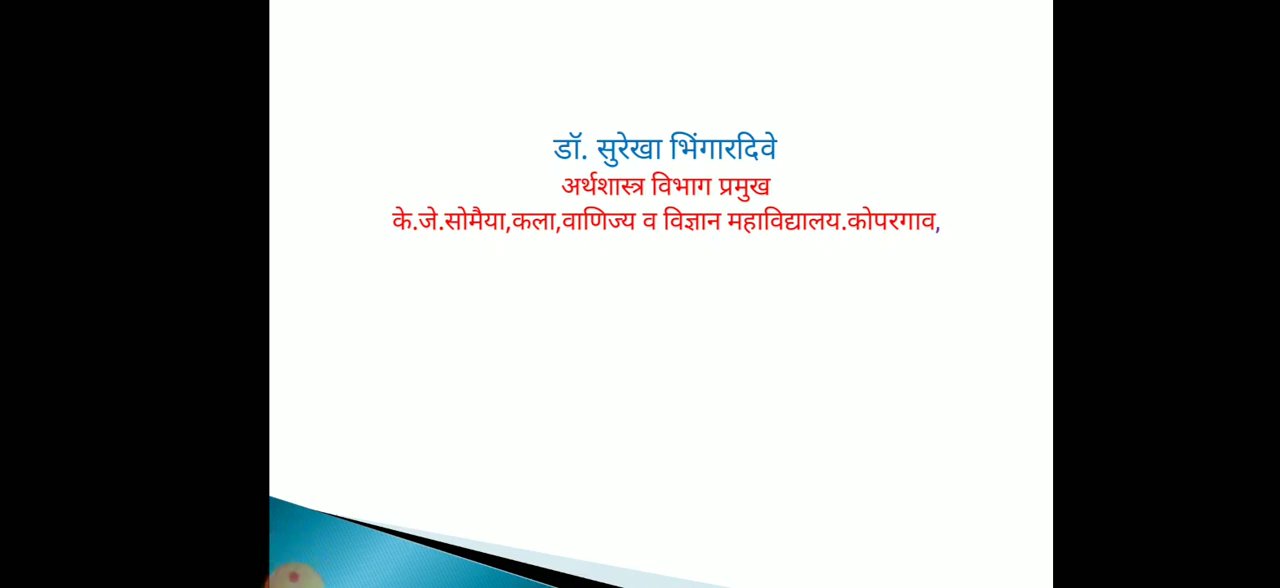 डॉ. सुरेखा भिंगारदिवे
अर्थशास्त्र विभाग प्रमुख
के.जे.सोमैया,कला,वाणिज्य व विज्ञान महाविद्यालय.कोपरगाव,